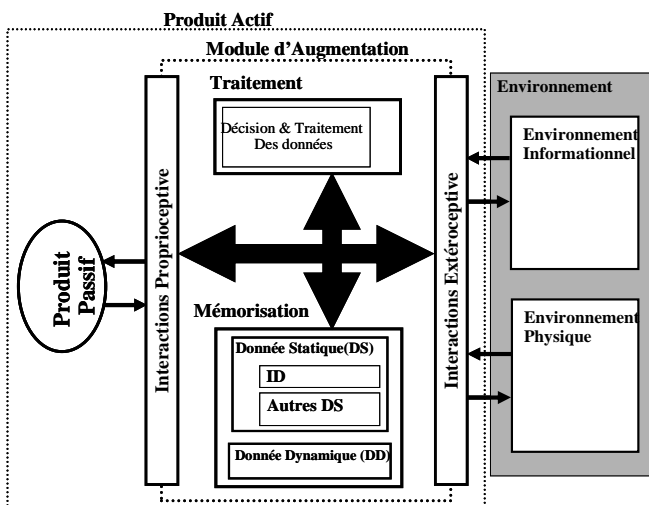 Produit Actif
Module d'Augmentation
Traitement
Décision & Traitement
Des données
Interactions Proprioceptive
Produit
Passif
Mémorisation
Donnée Statique(DS)
ID
Autres DS
Donnée Dynamique (DD)
Interactions Extéroceptive
Environnement
Environnement
Informationnel
Environnement
Physique